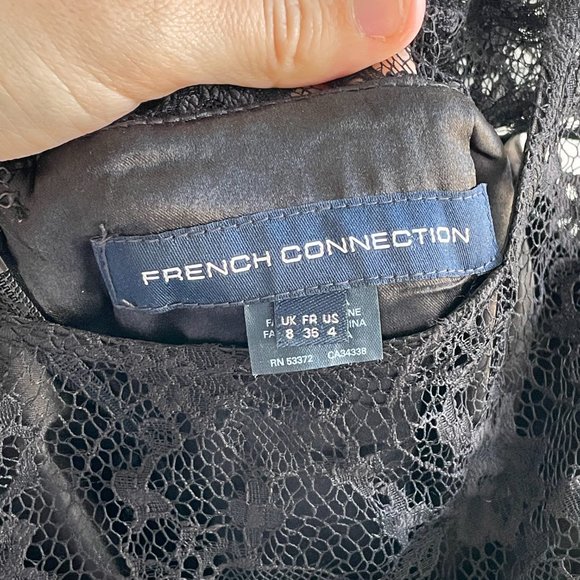 FRENCH CONNECTION
UK FR US
8 36 4
RN 53372 CA34338